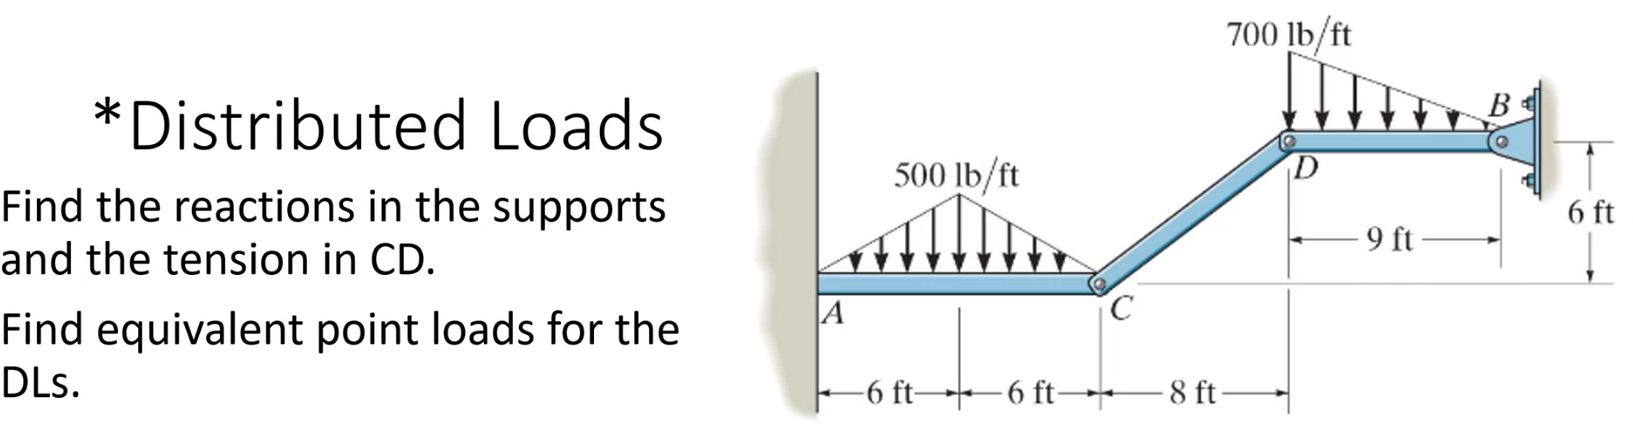 *Distributed Loads
Find the reactions in the supports
and the tension in CD.
Find equivalent point loads for the
DLs.
700 lb/ft
B
500 lb/ft
D
6 ft
9 ft
A
C
6 ft
6 ft
8 ft